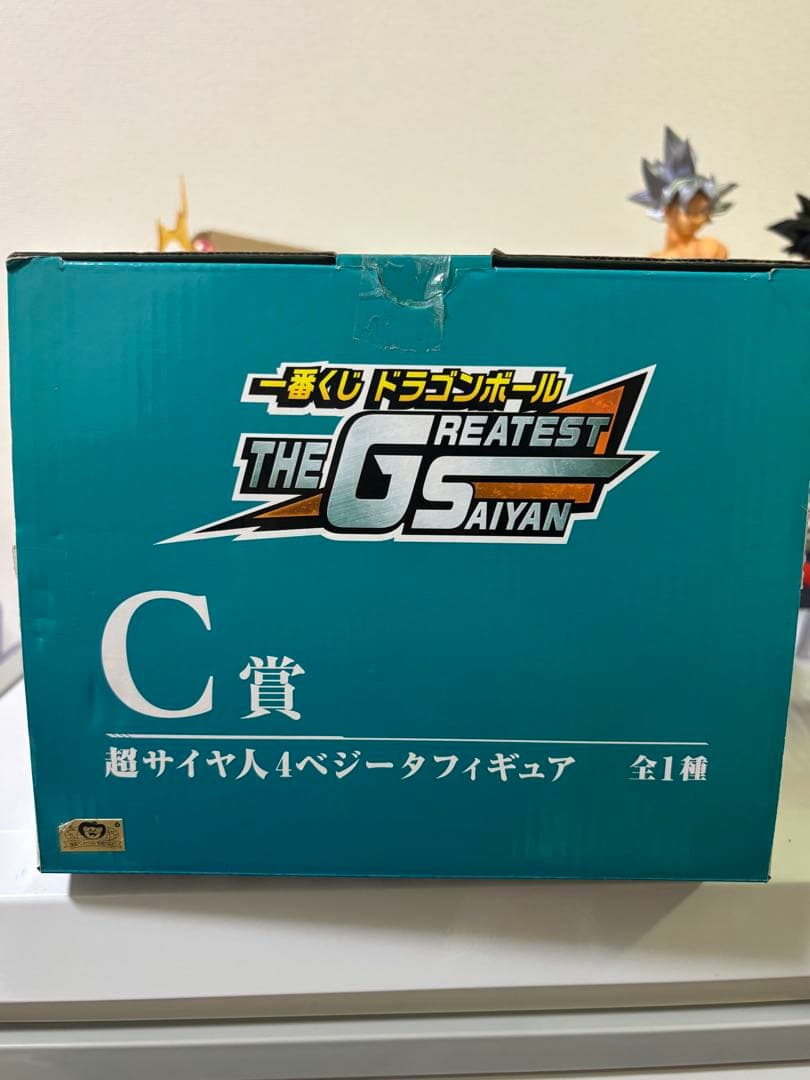 一番くじ ドラゴンボール
THE GREATEST
SAIYAN
C賞
超サイヤ人4ベジータフィギュア 全1種